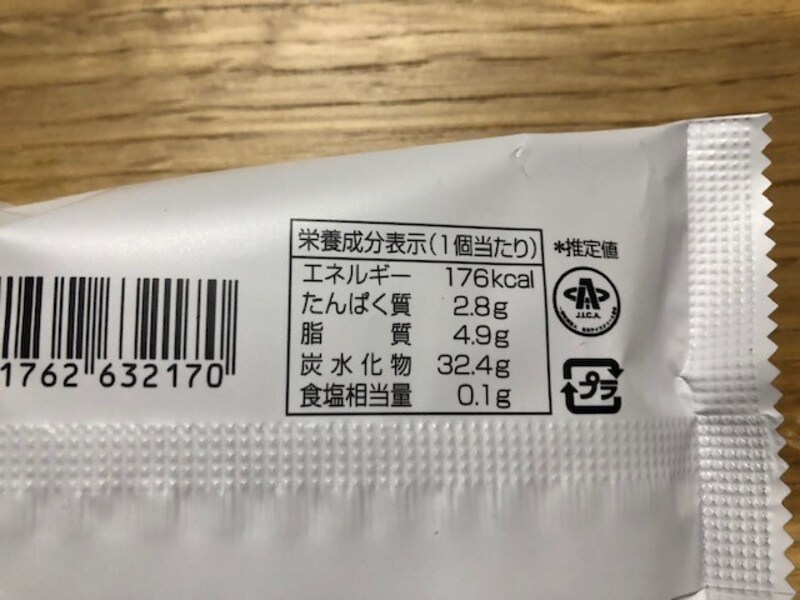 栄養成分表示(1個当たり)
*推定値
エネルギー 176kcal
たんぱく質 2.8g
脂質 4.9g
炭水化物 32.4g
食塩相当量 0.1g
J.I.C.A.
プラ
1762 632170